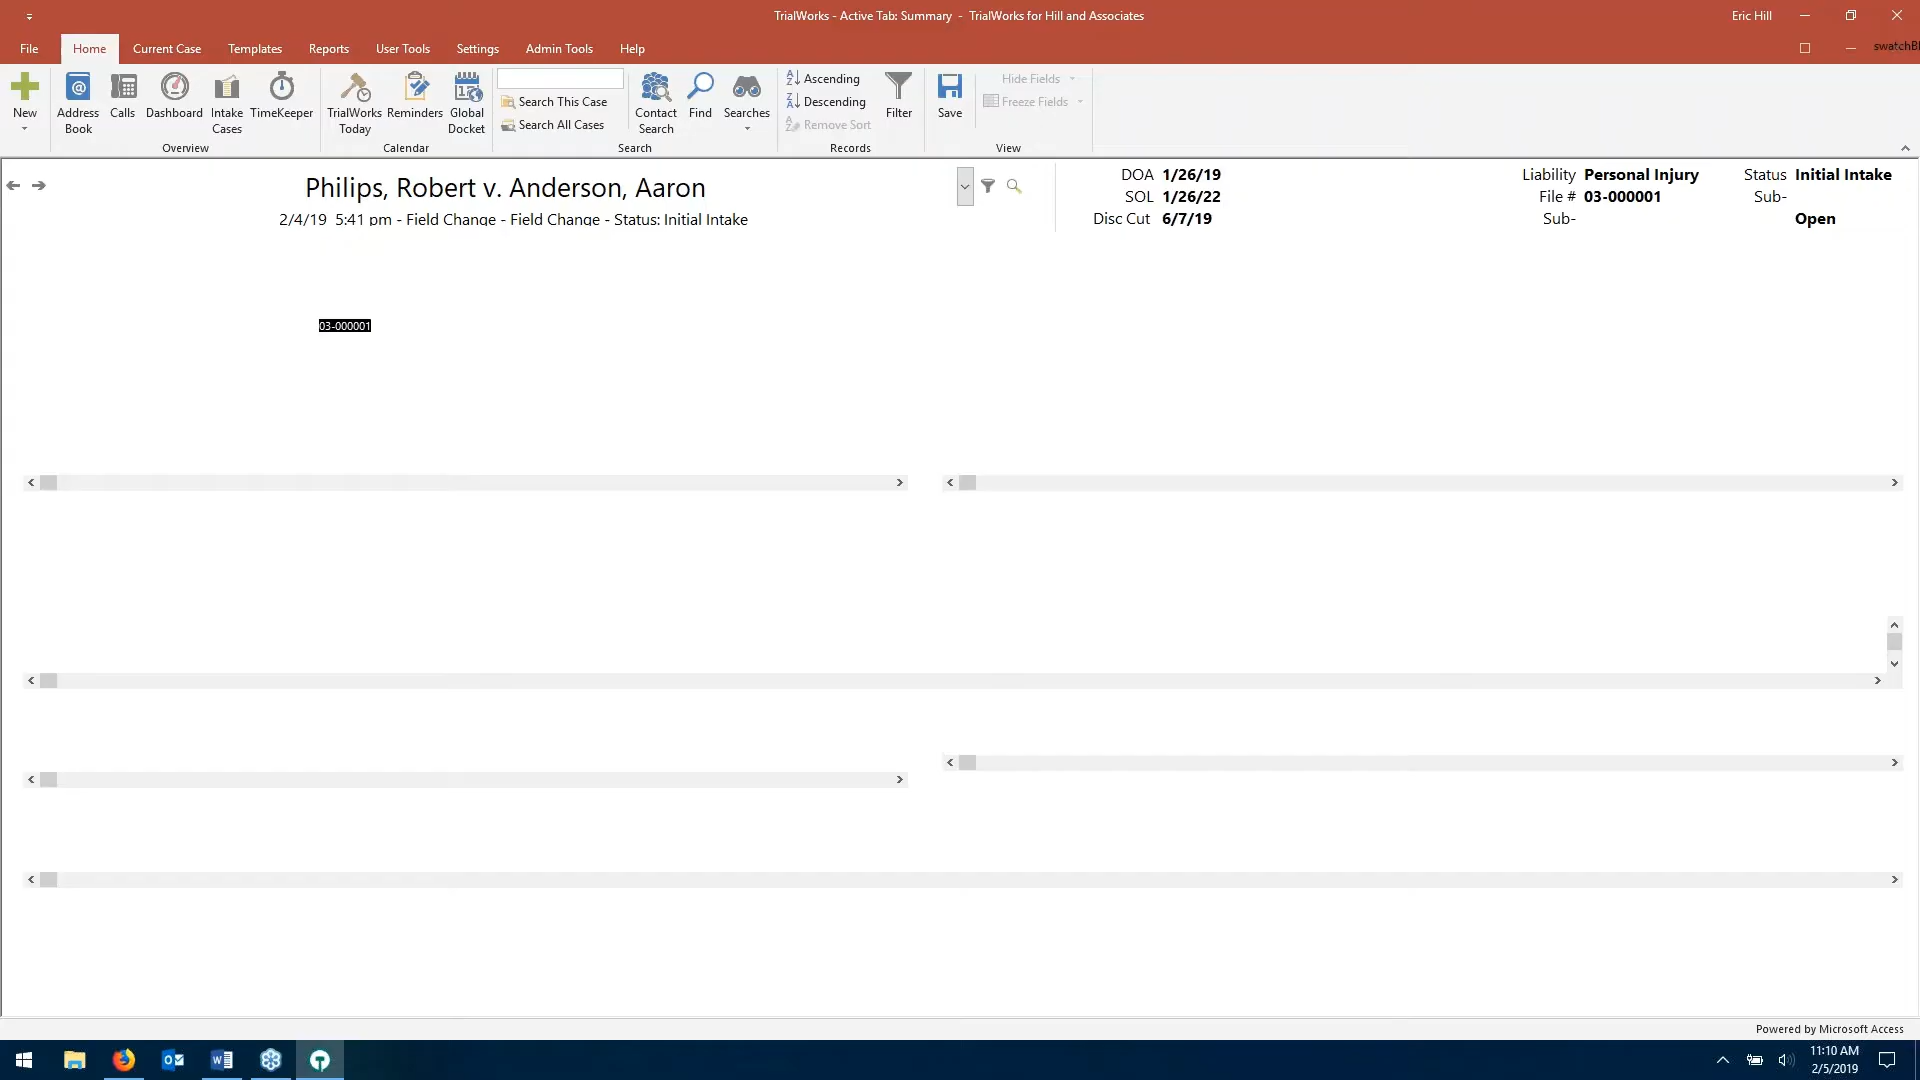 TrialWorks - Active Tab: Summary - TrialWorks for Hill and Associates
Eric Hill
File Home Current Case Templates Reports User Tools Settings Admin Tools Help
New
Address Book
Calls
Dashboard
Intake Cases
TimeKeeper
Overview
TrialWorks Today
Reminders
Global Docket
Calendar
Search This Case
Search All Cases
Contact Search
Find
Searches
Search
Ascending
Descending
Remove Sort
Filter
Records
Save
Hide Fields
Freeze Fields
View
Philips, Robert v. Anderson, Aaron
2/4/19 5:41 pm - Field Change - Field Change - Status: Initial Intake
DOA 1/26/19
SOL 1/26/22
Disc Cut 6/7/19
Liability Personal Injury
File # 03-000001
Sub-
Status Initial Intake
Sub-
Open
03-000001
Powered by Microsoft Access
11:10 AM
2/5/2019